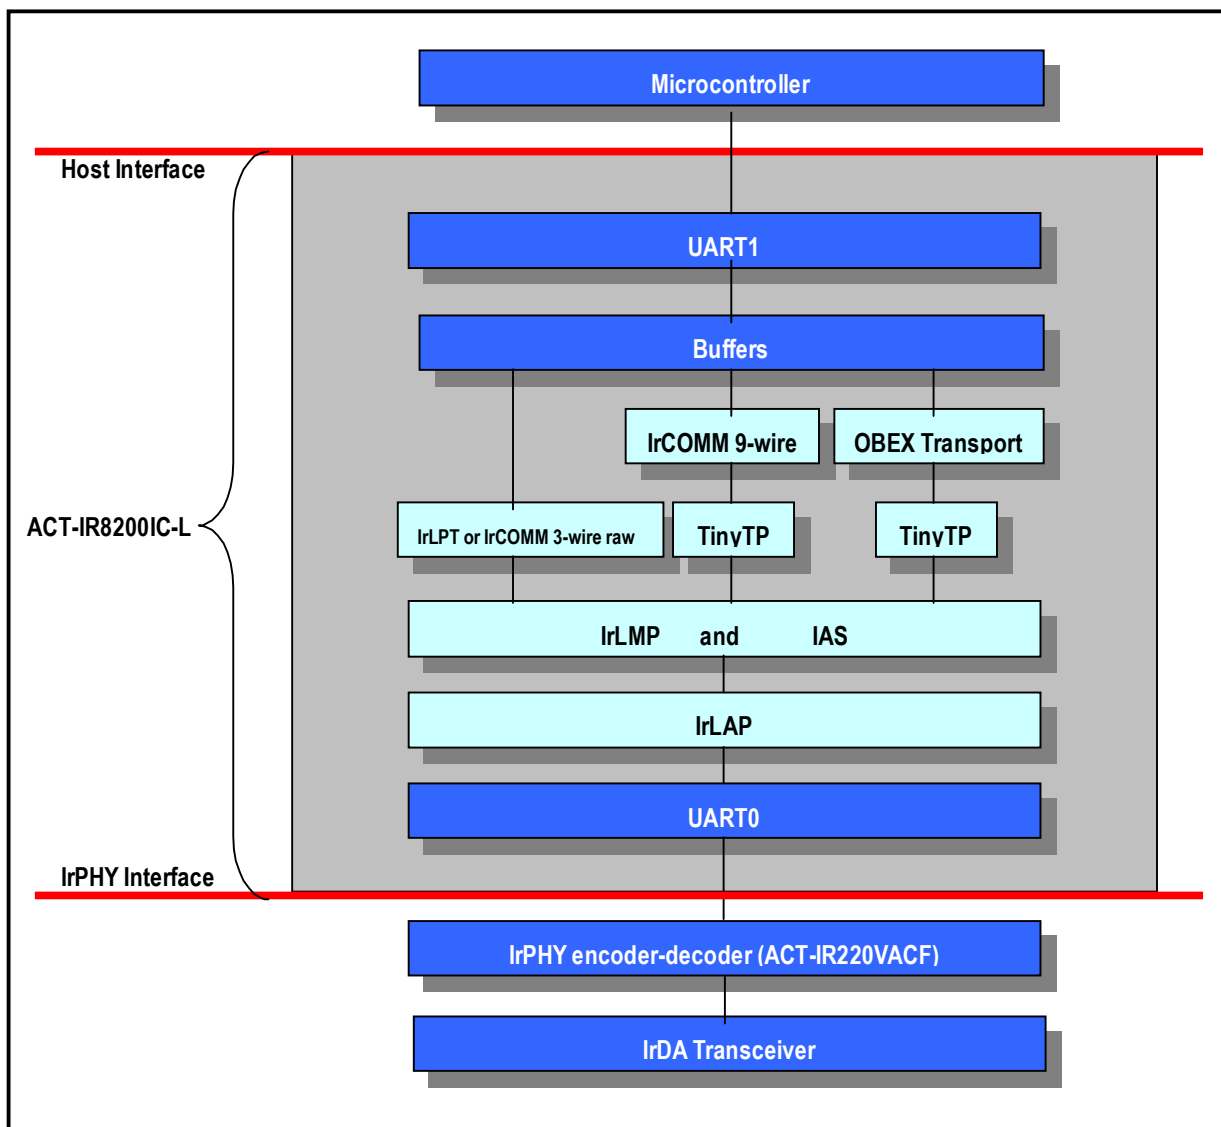 Microcontroller
Host Interface
UART1
Buffers
IrCOMM 9-wire
OBEX Transport
ACT-IR8200IC-L
IrLPT or IrCOMM 3-wire raw
TinyTP
TinyTP
IrLMP and IAS
IrLAP
UART0
IrPHY Interface
IrPHY encoder-decoder (ACT-IR220VACF)
IrDA Transceiver